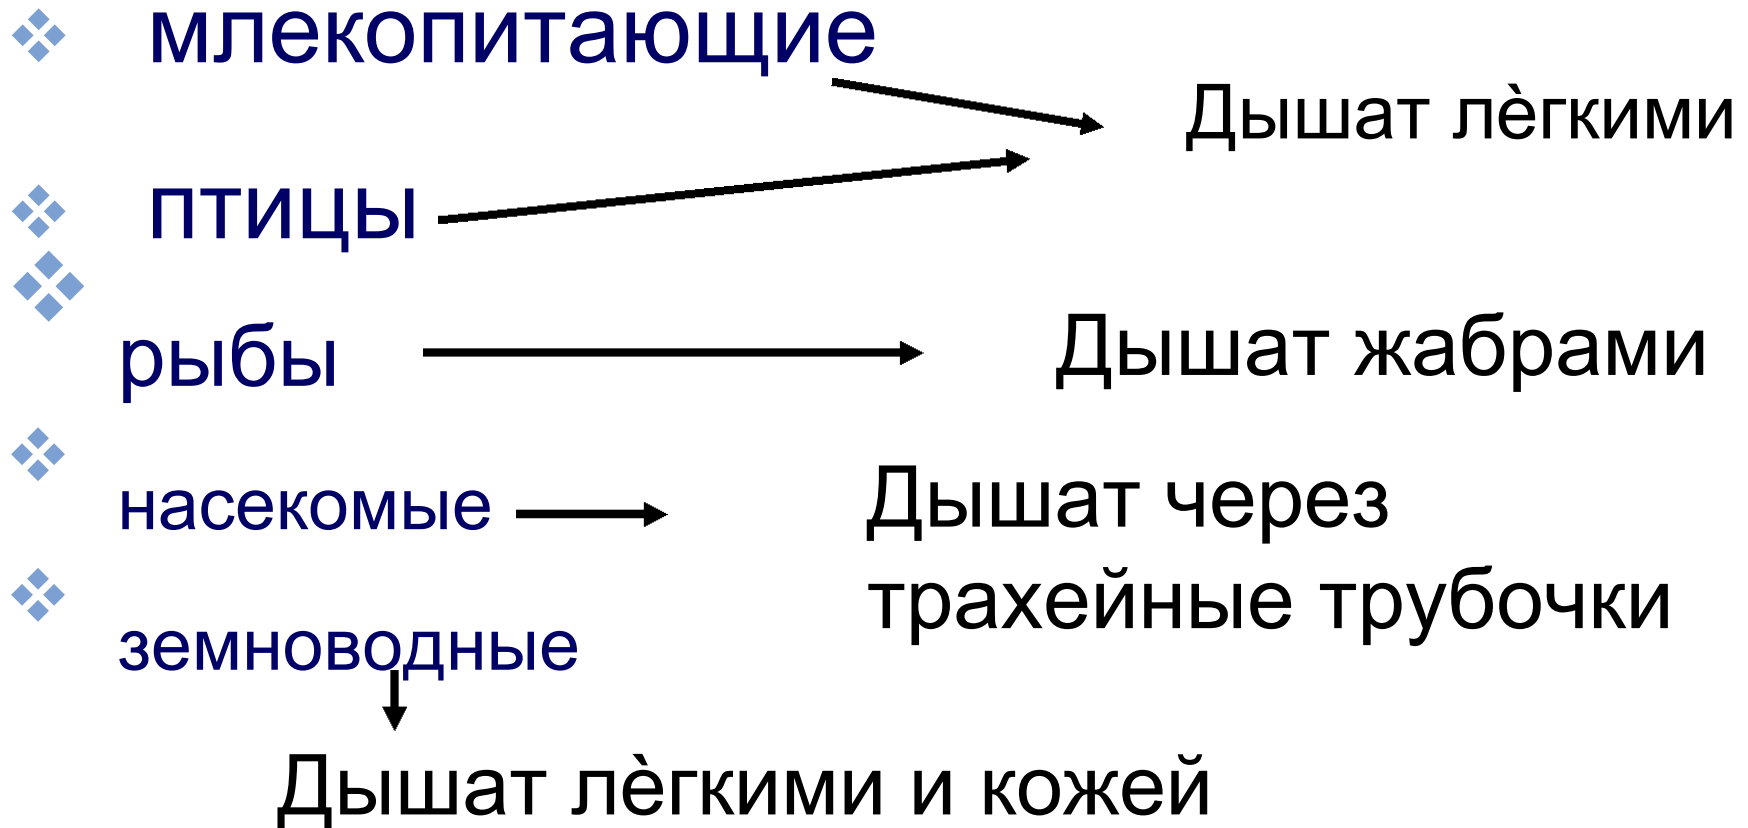 млекопитающие
Дышат лѐгкими
птицы
рыбы
Дышат жабрами
насекомые
Дышат через
трахейные трубочки
земноводные
Дышат лѐгкими и кожей